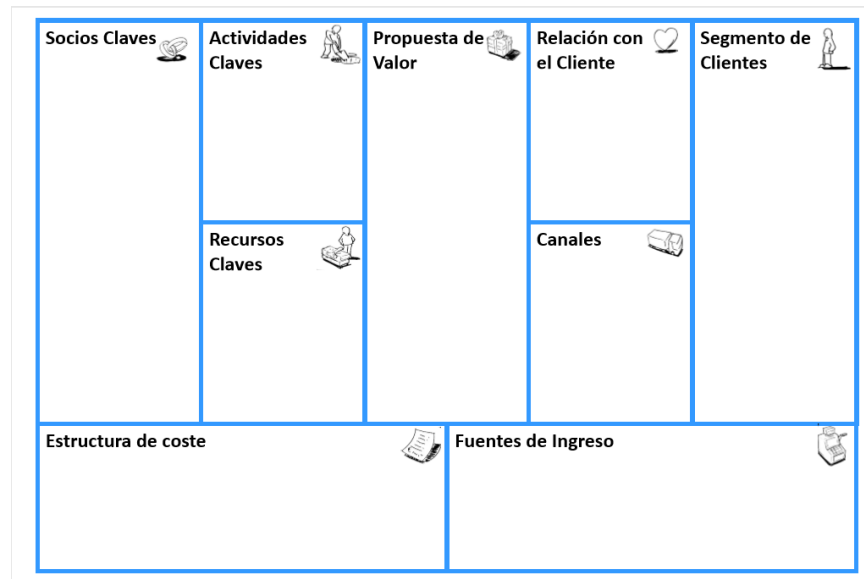 Socios Claves
Actividades
Claves
Propuesta de
Valor
Relación con
el Cliente
Segmento de
Clientes
Recursos
Claves
Canales
Estructura de coste
Fuentes de Ingreso